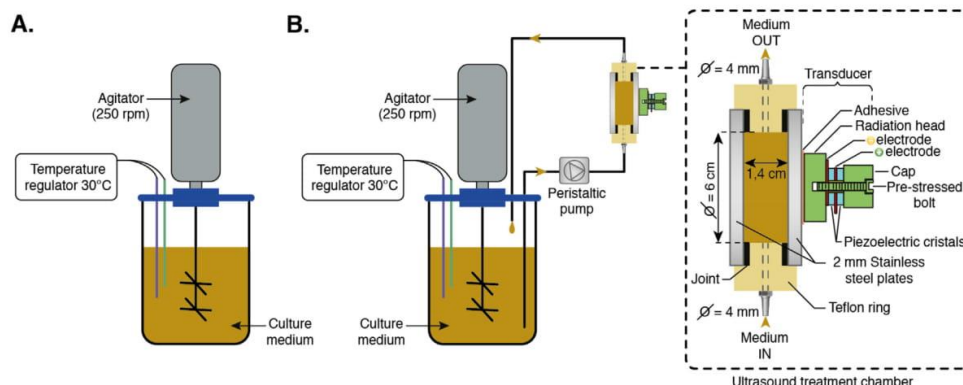 A.
Agitator
(250 rpm)
Temperature
regulator 30°C
Culture
medium
B.
Agitator
(250 rpm)
Temperature
regulator 30°C
Peristaltic
pump
Culture
medium
Medium
OUT
Ø = 4 mm
Transducer
Adhesive
Radiation head
electrode
electrode
Cap
Pre-stressed
bolt
1,4 cm
Ø = 6 cm
Piezoelectric cristals
2 mm Stainless
steel plates
Joint
Teflon ring
Ø = 4 mm
Medium
IN
Ultrasound treatment chamber